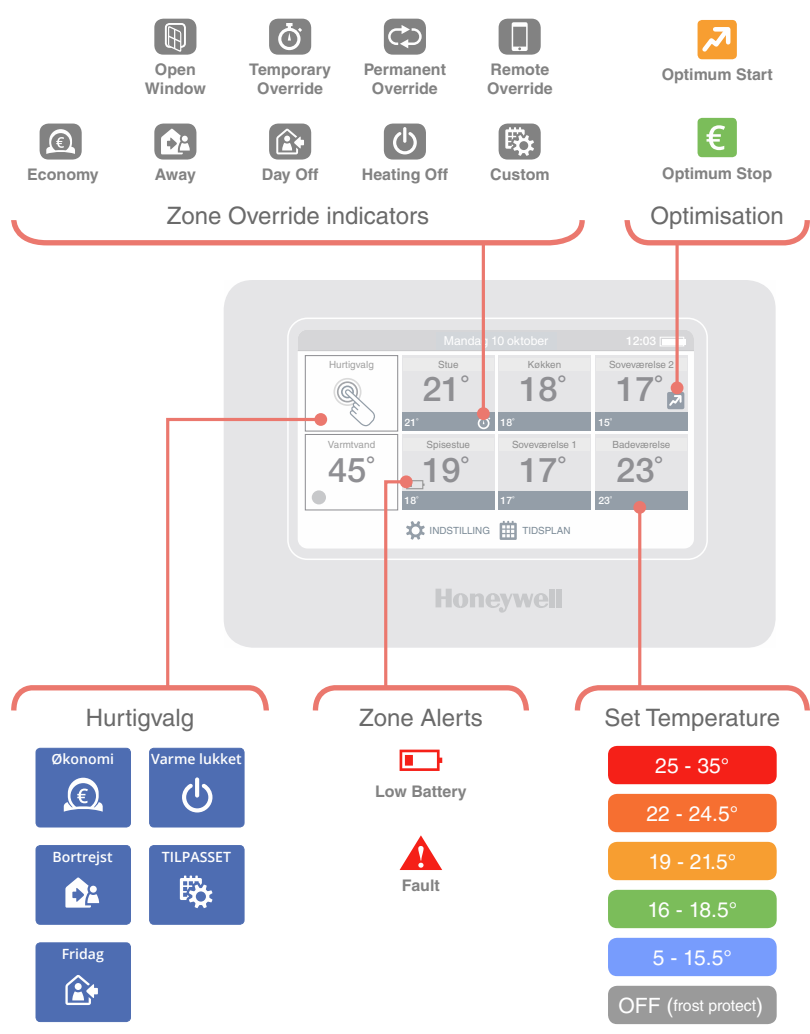 Open Window
Temporary Override
Permanent Override
Remote Override
Optimum Start
Economy
Away
Day Off
Heating Off
Custom
Optimum Stop
Zone Override indicators
Optimisation
Mandag 10 oktober 12:03
Hurtigvalg
Stue
21°
21°
Køkken
18°
18°
Soveværelse 2
17°
15°
Varmtvand
45°
Spisestue
19°
18°
Soveværelse 1
17°
17°
Badeværelse
23°
23°
INDSTILLING
TIDSPLAN
Honeywell
Hurtigvalg
Zone Alerts
Set Temperature
Økonomi
Varme lukket
Bortrejst
TILPASSET
Fridag
Low Battery
Fault
25 - 35°
22 - 24.5°
19 - 21.5°
16 - 18.5°
5 - 15.5°
OFF (frost protect)